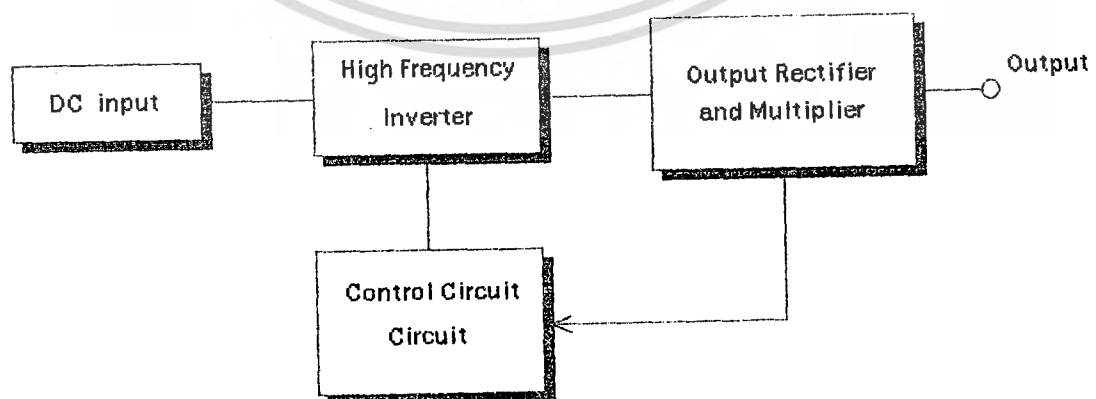 DC input
High Frequency
Inverter
Output Rectifier
and Multiplier
Output
Control Circuit
Circuit